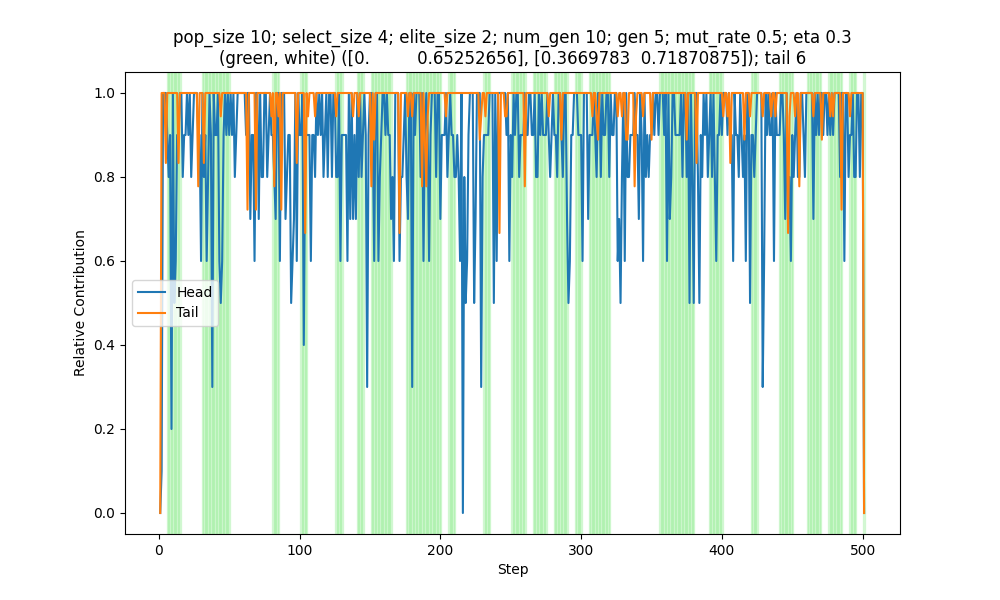 pop_size 10; select_size 4; elite_size 2; num_gen 10; gen 5; mut_rate 0.5; eta 0.3
(green, white) ([0.         0.65252656], [0.3669783  0.71870875]); tail 6
1.0
0.8
0.6
0.4
0.2
0.0
Relative Contribution
Head
Tail
0
100
200
300
400
500
Step